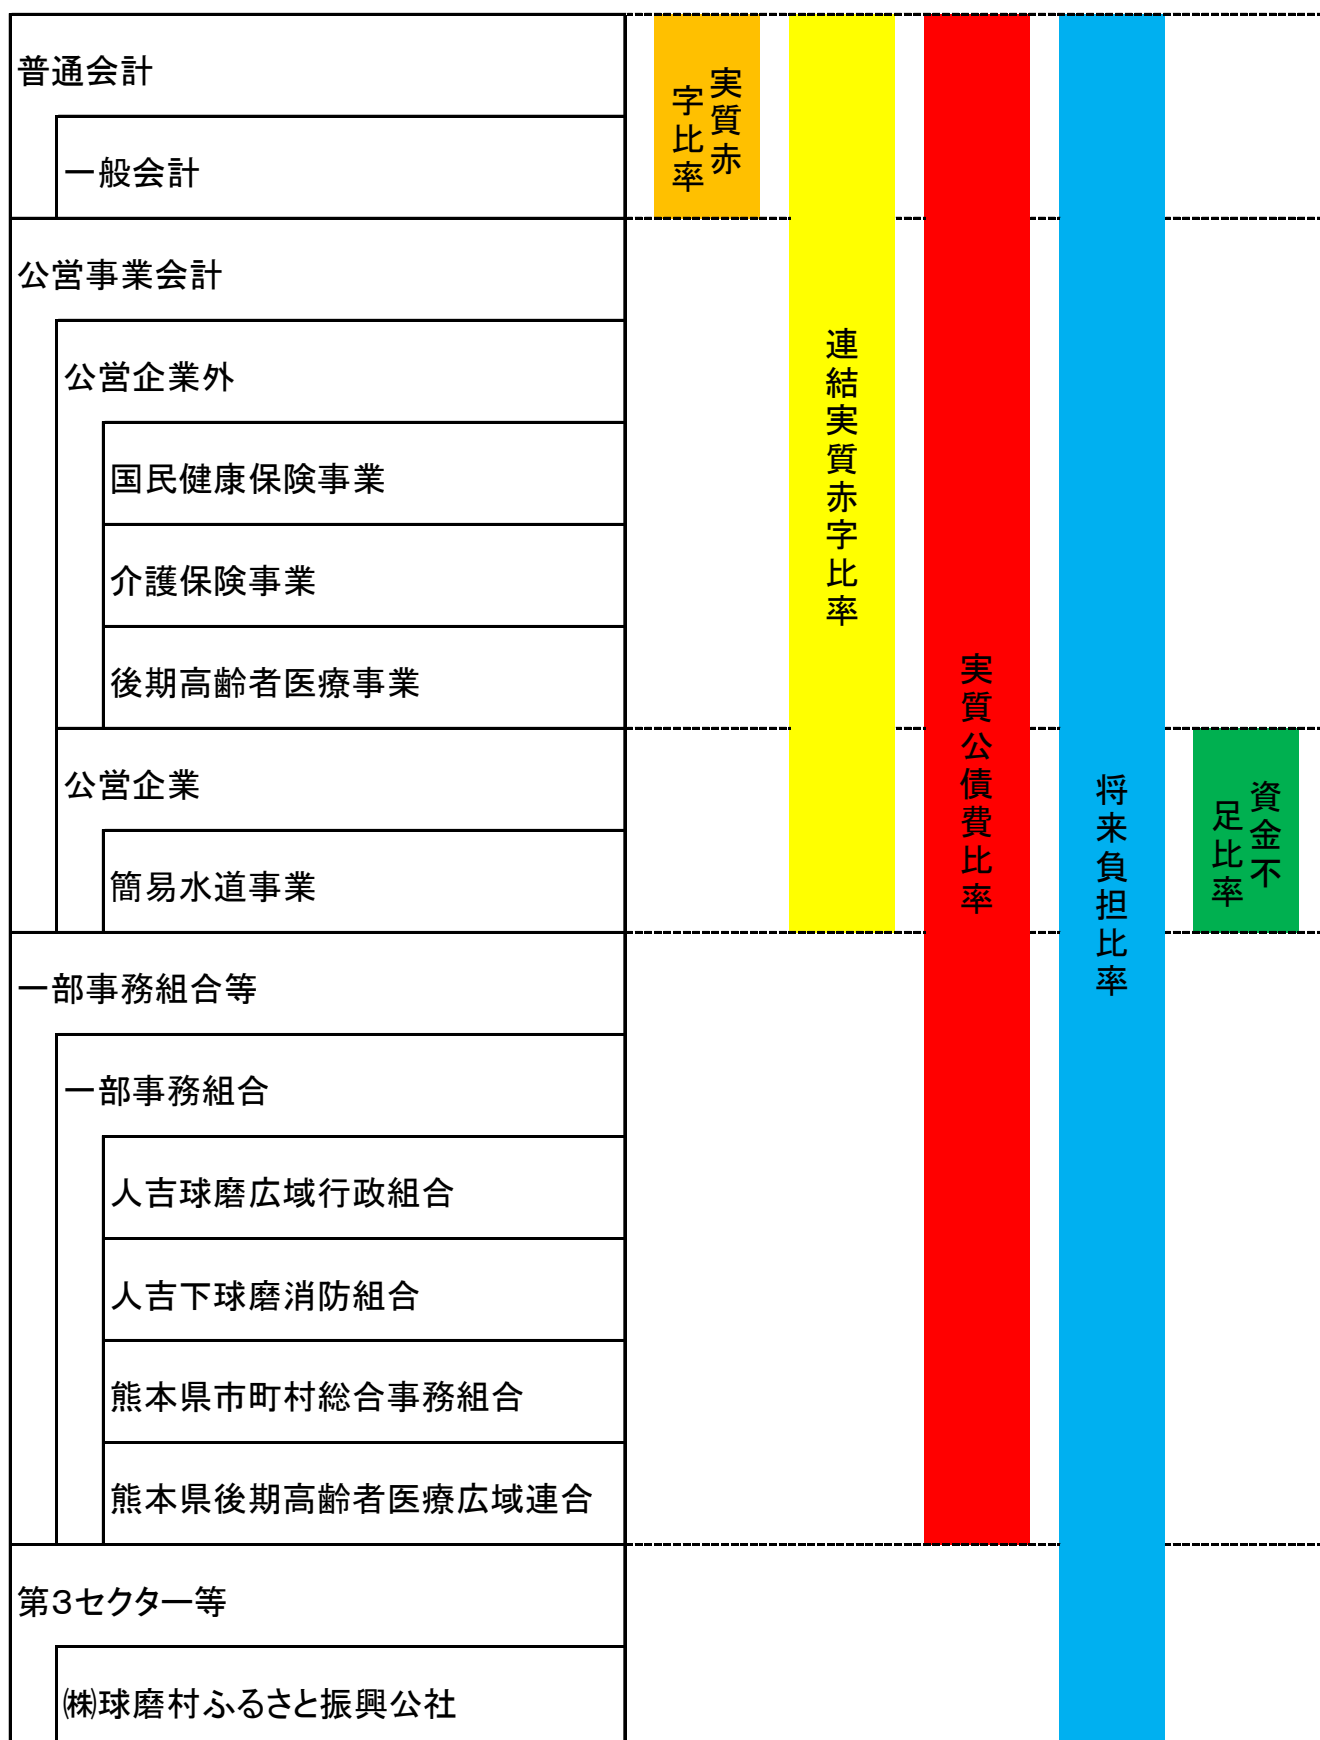 普通会計
一般会計
公営事業会計
公営企業外
国民健康保険事業
介護保険事業
後期高齢者医療事業
公営企業
簡易水道事業
一部事務組合等
一部事務組合
人吉球磨広域行政組合
人吉下球磨消防組合
熊本県市町村総合事務組合
熊本県後期高齢者医療広域連合
第3セクター等
㈱球磨村ふるさと振興公社
実質赤
字比率
連結実質赤字比率
実質公債費比率
将来負担比率
資金不
足比率